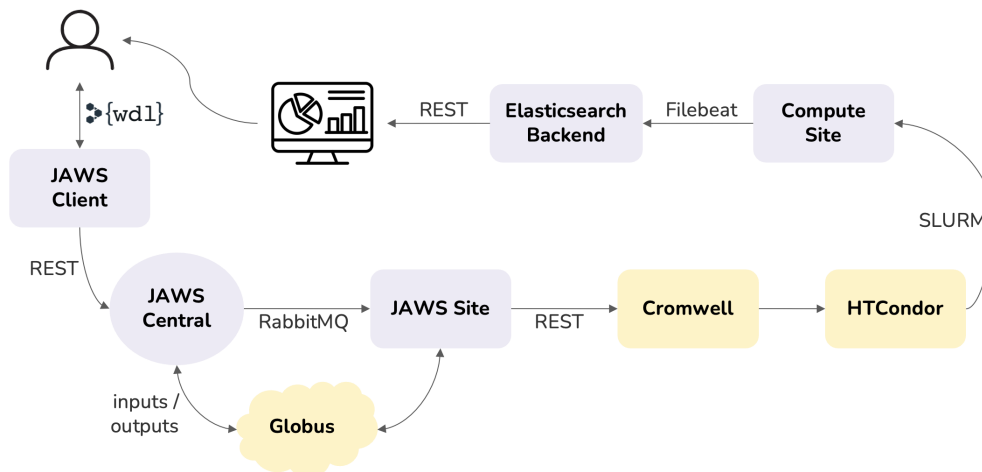 {wdl}
JAWS
Client
REST
Elasticsearch
Backend
Filebeat
Compute
Site
SLURM
REST
JAWS
Central
RabbitMQ
JAWS Site
REST
Cromwell
HTCondor
inputs /
outputs
Globus